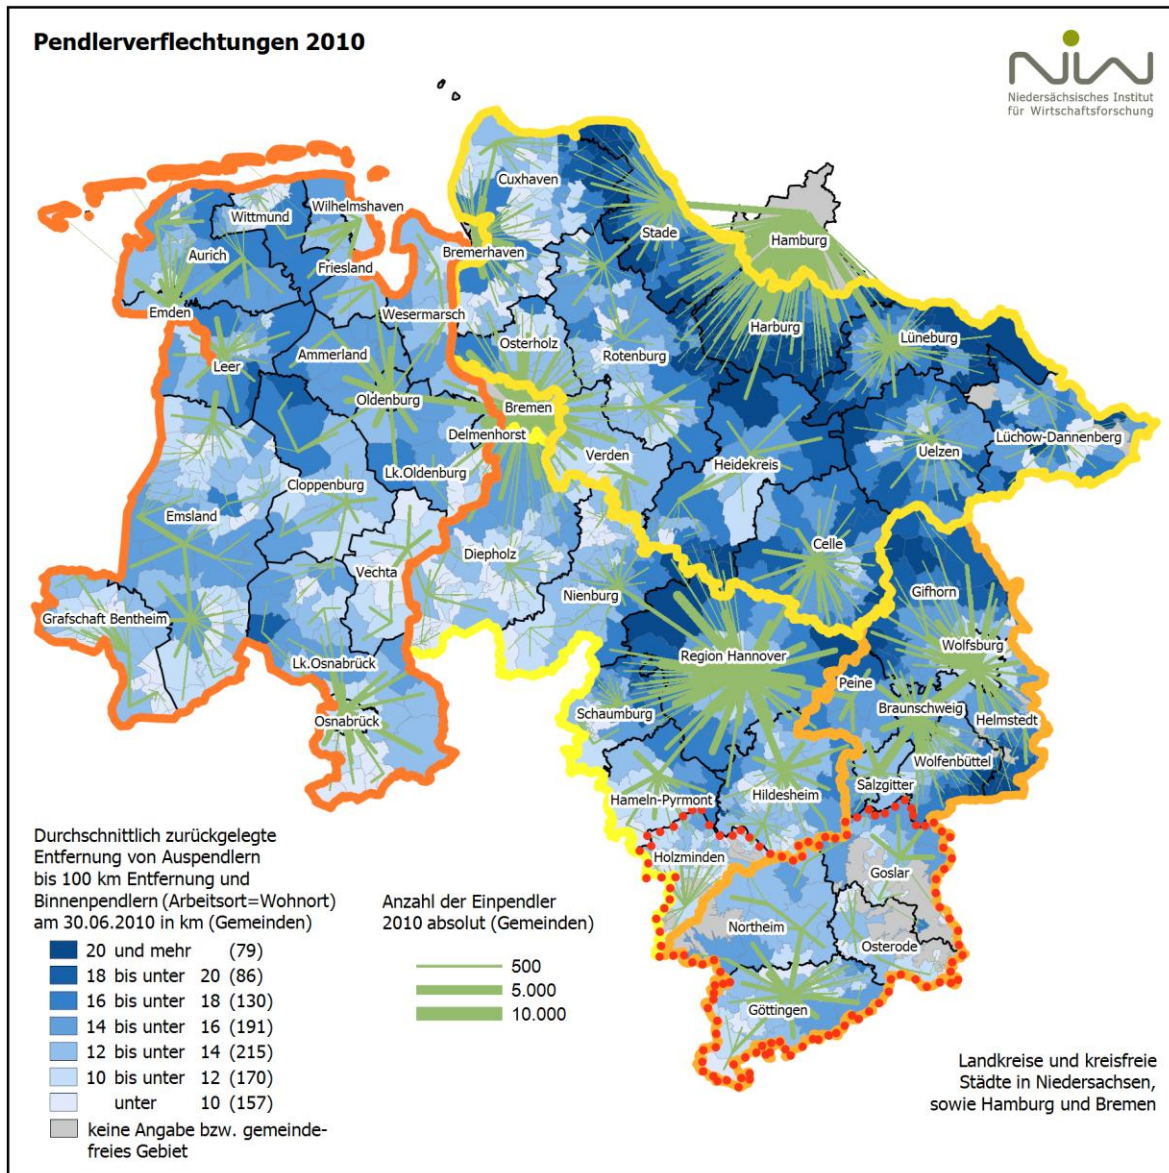 Pendlerverflechtungen 2010
NIW
Niedersächsisches Institut
für Wirtschaftsforschung
Cuxhaven
Wilhelmshaven
Wittmund
Stade
Hamburg
Aurich
Bremerhaven
Friesland
Emden
Wesermarsch
Harburg
Osterholz
Lüneburg
Rotenburg
Ammerland
Leer
Oldenburg
Bremen
Delmenhorst
Lüchow-Dannenberg
Verden
Uelzen
Heidekreis
Lk.Oldenburg
Cloppenburg
Emsland
Celle
Diepholz
Vechta
Gifhorn
Nienburg
Grafschaft Bentheim
Wolfsburg
Region Hannover
Lk.Osnabrück
Peine
Braunschweig
Schaumburg
Osnabrück
Helmstedt
Wolfenbüttel
Salzgitter
Hildesheim
Hameln-Pyrmont
Holzminden
Goslar
Northeim
Osterode
Göttingen
Durchschnittlich zurückgelegte
Entfernung von Auspendlern
bis 100 km Entfernung und
Binnenpendlern (Arbeitsort=Wohnort)
am 30.06.2010 in km (Gemeinden)
20 und mehr (79)
18 bis unter 20 (86)
16 bis unter 18 (130)
14 bis unter 16 (191)
12 bis unter 14 (215)
10 bis unter 12 (170)
unter 10 (157)
keine Angabe bzw. gemeinde-
freies Gebiet
Anzahl der Einpendler
2010 absolut (Gemeinden)
500
5.000
10.000
Landkreise und kreisfreie
Städte in Niedersachsen,
sowie Hamburg und Bremen